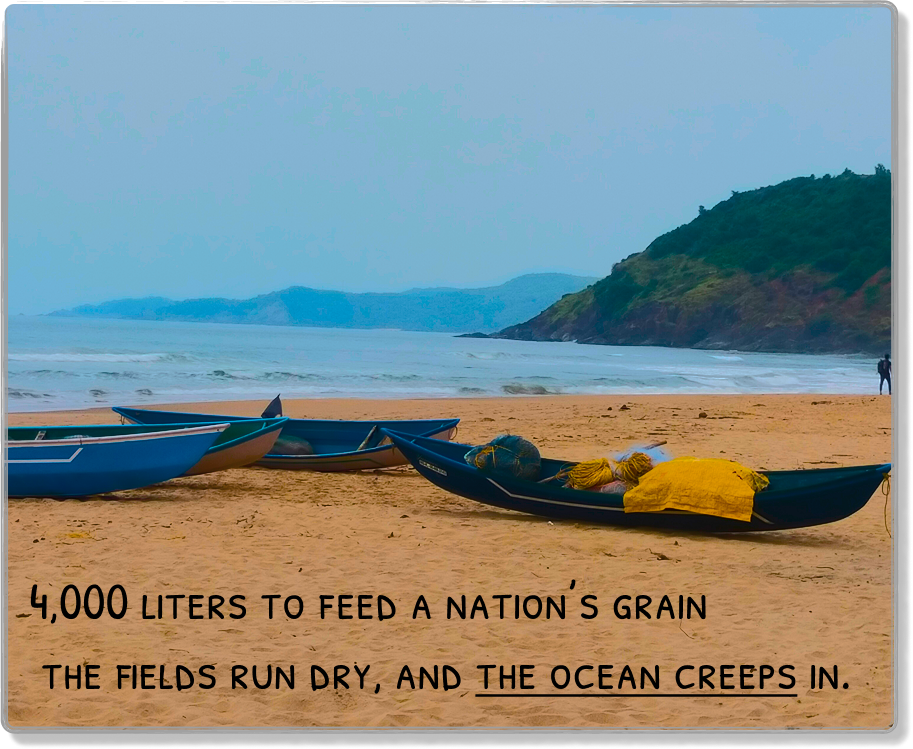 4,000 LITERS TO FEED A NATION'S GRAIN
THE FIELDS RUN DRY, AND THE OCEAN CREEPS IN.